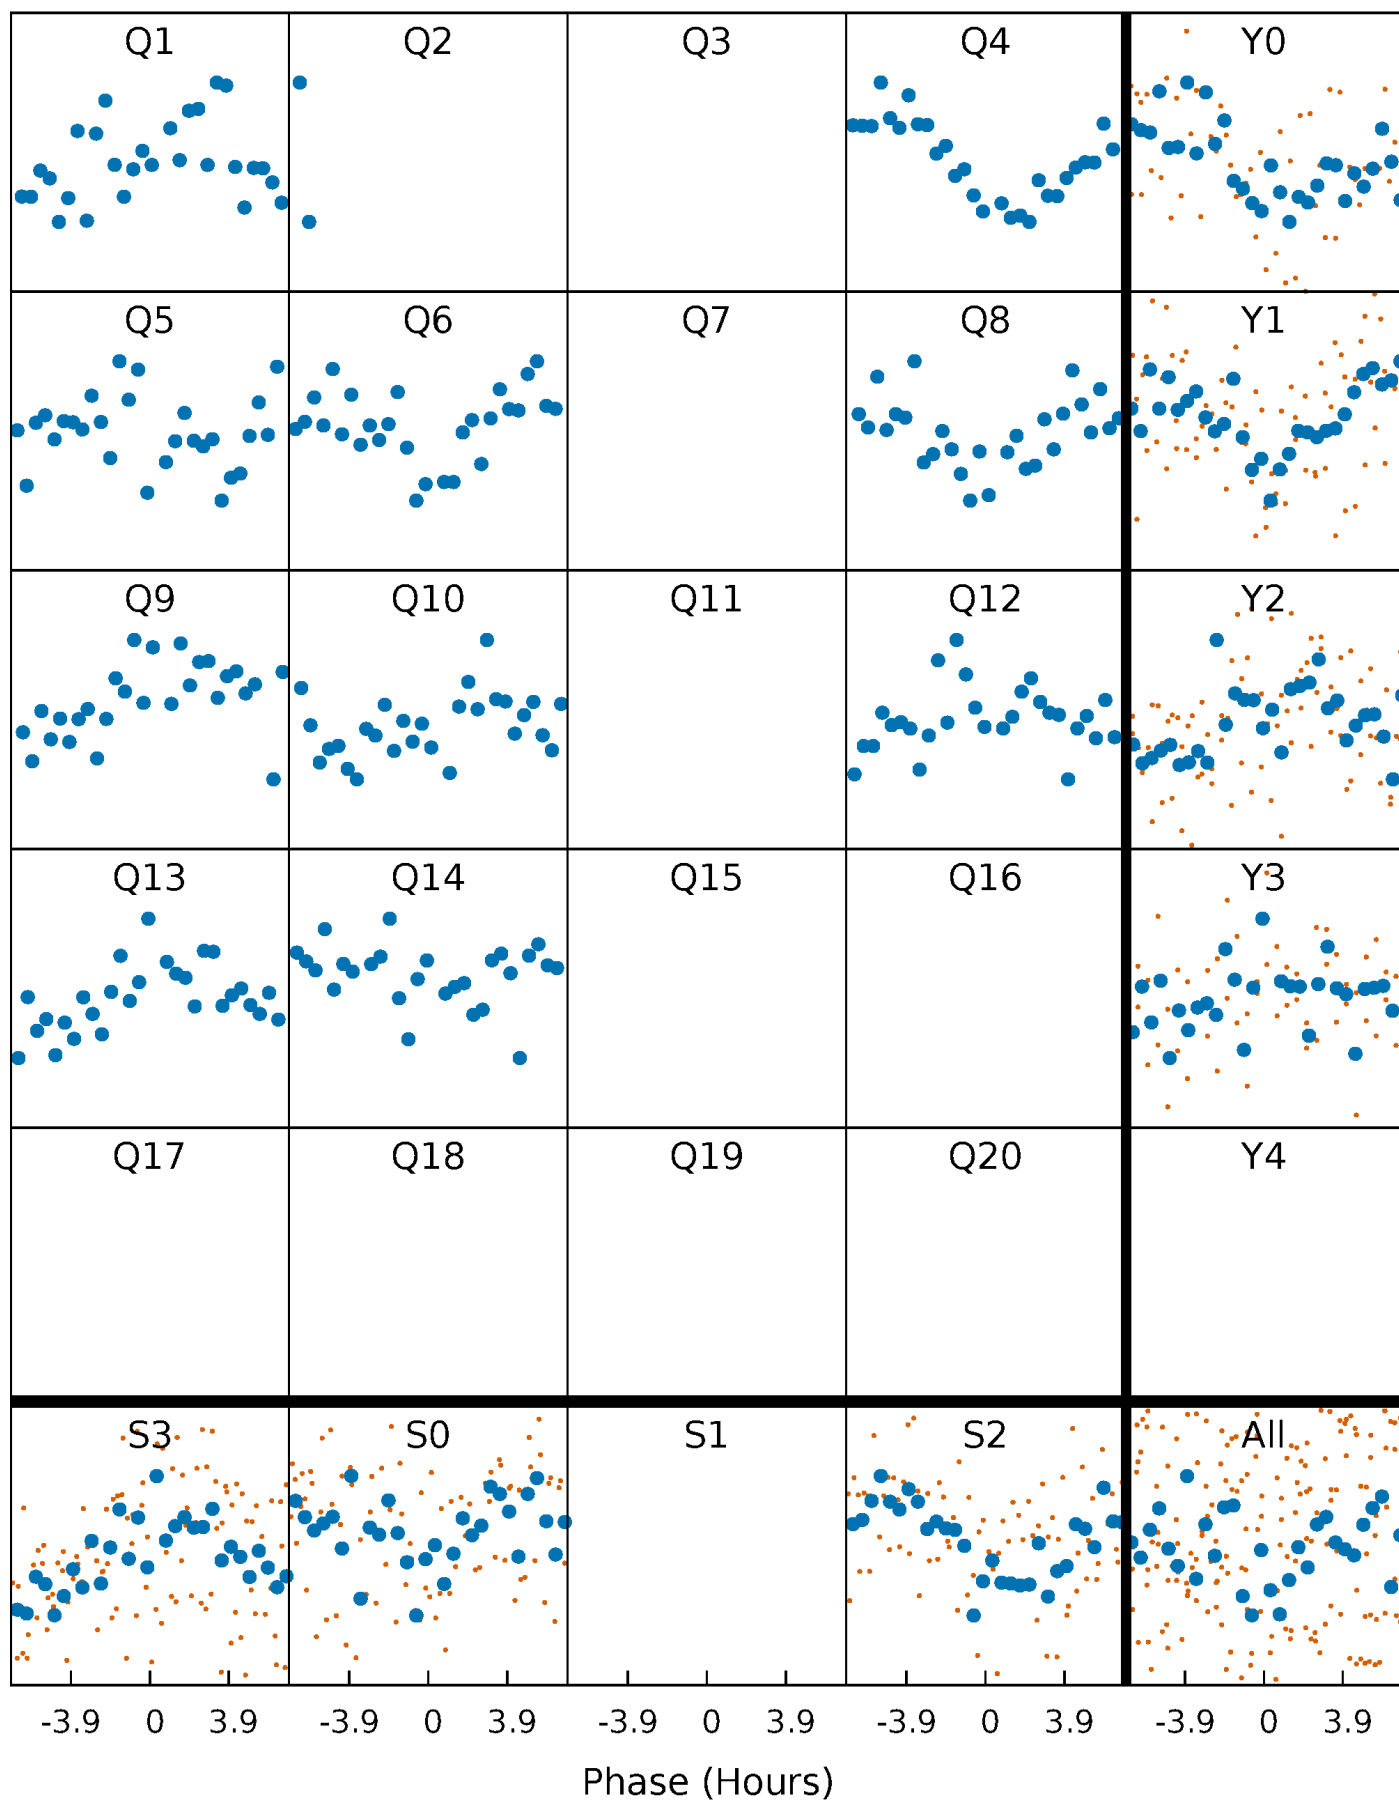 Q1 Q2 Q3 Q4 Y0
Q5 Q6 Q7 Q8 Y1
Q9 Q10 Q11 Q12 Y2
Q13 Q14 Q15 Q16 Y3
Q17 Q18 Q19 Q20 Y4
S3 S0 S1 S2 All
-3.9 0 3.9 -3.9 0 3.9 -3.9 0 3.9 -3.9 0 3.9 -3.9 0 3.9
Phase (Hours)